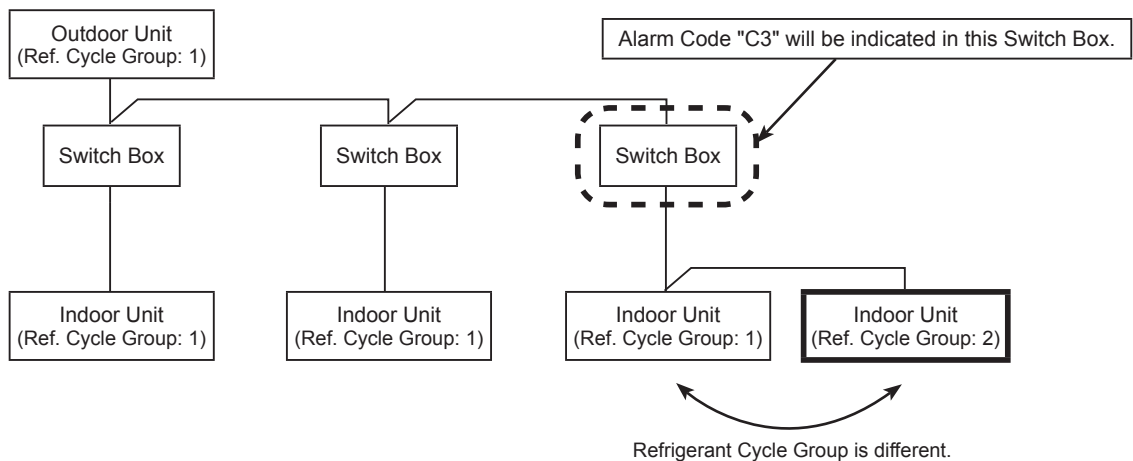 Outdoor Unit
(Ref. Cycle Group: 1)
Alarm Code "C3" will be indicated in this Switch Box.
Switch Box
Switch Box
Switch Box
Indoor Unit
(Ref. Cycle Group: 1)
Indoor Unit
(Ref. Cycle Group: 1)
Indoor Unit
(Ref. Cycle Group: 1)
Indoor Unit
(Ref. Cycle Group: 2)
Refrigerant Cycle Group is different.